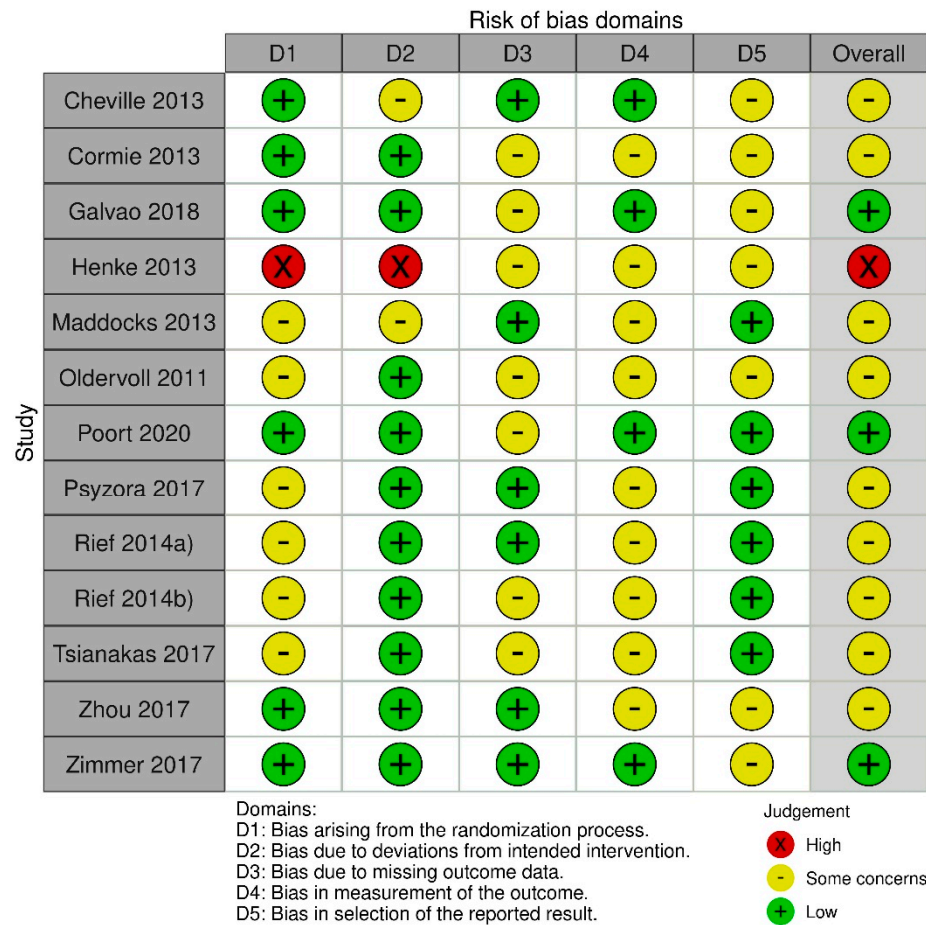 Risk of bias domains
D1 D2 D3 D4 D5 Overall
Study
Cheville 2013 + - + + - -
Cormie 2013 + + - - - -
Galvao 2018 + + - + - +
Henke 2013 X X - - - X
Maddocks 2013 - - + - + -
Oldervoll 2011 - + - - - -
Poort 2020 + + - + + +
Psyzora 2017 - + + - + -
Rief 2014a) - + + - + -
Rief 2014b) - + - - + -
Tsianakas 2017 - + - - + -
Zhou 2017 + + + - - -
Zimmer 2017 + + + + - +
Domains:
D1: Bias arising from the randomization process.
D2: Bias due to deviations from intended intervention.
D3: Bias due to missing outcome data.
D4: Bias in measurement of the outcome.
D5: Bias in selection of the reported result.
Judgement
X High
- Some concerns
+ Low